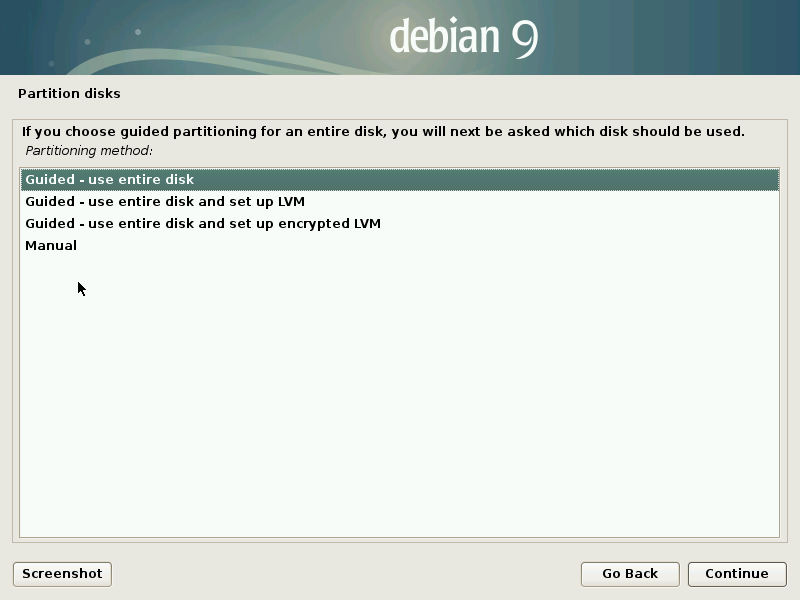 debian 9
Partition disks
If you choose guided partitioning for an entire disk, you will next be asked which disk should be used.
Partitioning method:
Guided - use entire disk
Guided - use entire disk and set up LVM
Guided - use entire disk and set up encrypted LVM
Manual
Screenshot
Go Back
Continue